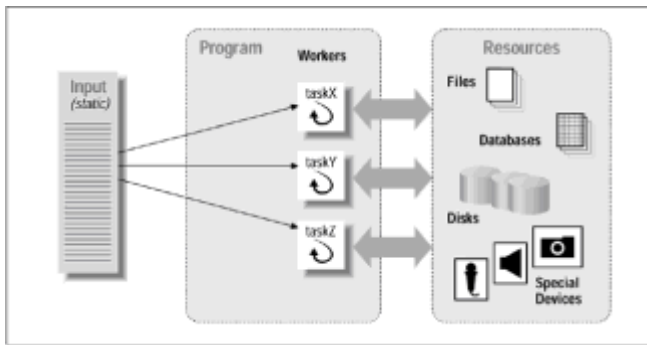 Program
Workers
Resources
Input
(static)
taskX
taskY
taskZ
Files
Databases
Disks
Special
Devices